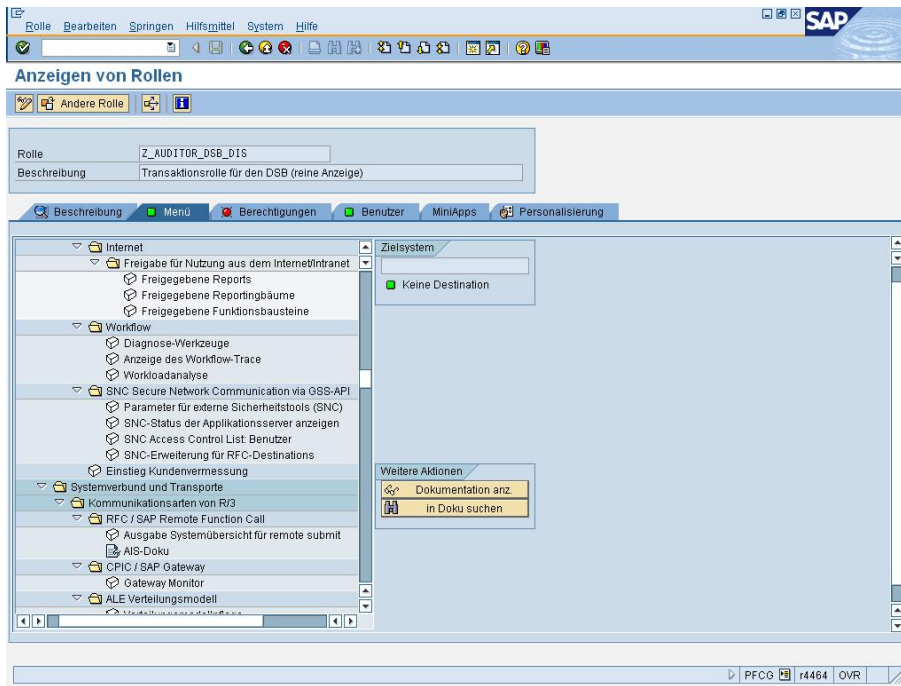 Rolle Bearbeiten Springen Hilfsmittel System Hilfe
SAP
Anzeigen von Rollen
Andere Rolle
Rolle Z_AUDITOR_DSB_DIS
Beschreibung Transaktionsrolle für den DSB (reine Anzeige)
Beschreibung Menü Berechtigungen Benutzer MiniApps Personalisierung
Internet
Freigabe für Nutzung aus dem Internet/Intranet
Freigegebene Reports
Freigegebene Reportingbäume
Freigegebene Funktionsbausteine
Workflow
Diagnose-Werkzeuge
Anzeige des Workflow-Trace
Workloadanalyse
SNC Secure Network Communication via GSS-API
Parameter für externe Sicherheitstools (SNC)
SNC-Status der Applikationsserver anzeigen
SNC Access Control List: Benutzer
SNC-Erweiterung für RFC-Destinations
Einstieg Kundenvermessung
Systemverbund und Transporte
Kommunikationsarten von R/3
RFC / SAP Remote Function Call
Ausgabe Systemübersicht für remote submit
AIS-Doku
CPIC / SAP Gateway
Gateway Monitor
ALE Verteilungsmodell
Zielsystem
Keine Destination
Weitere Aktionen
Dokumentation anz.
in Doku suchen
PFCG r4464 OVR